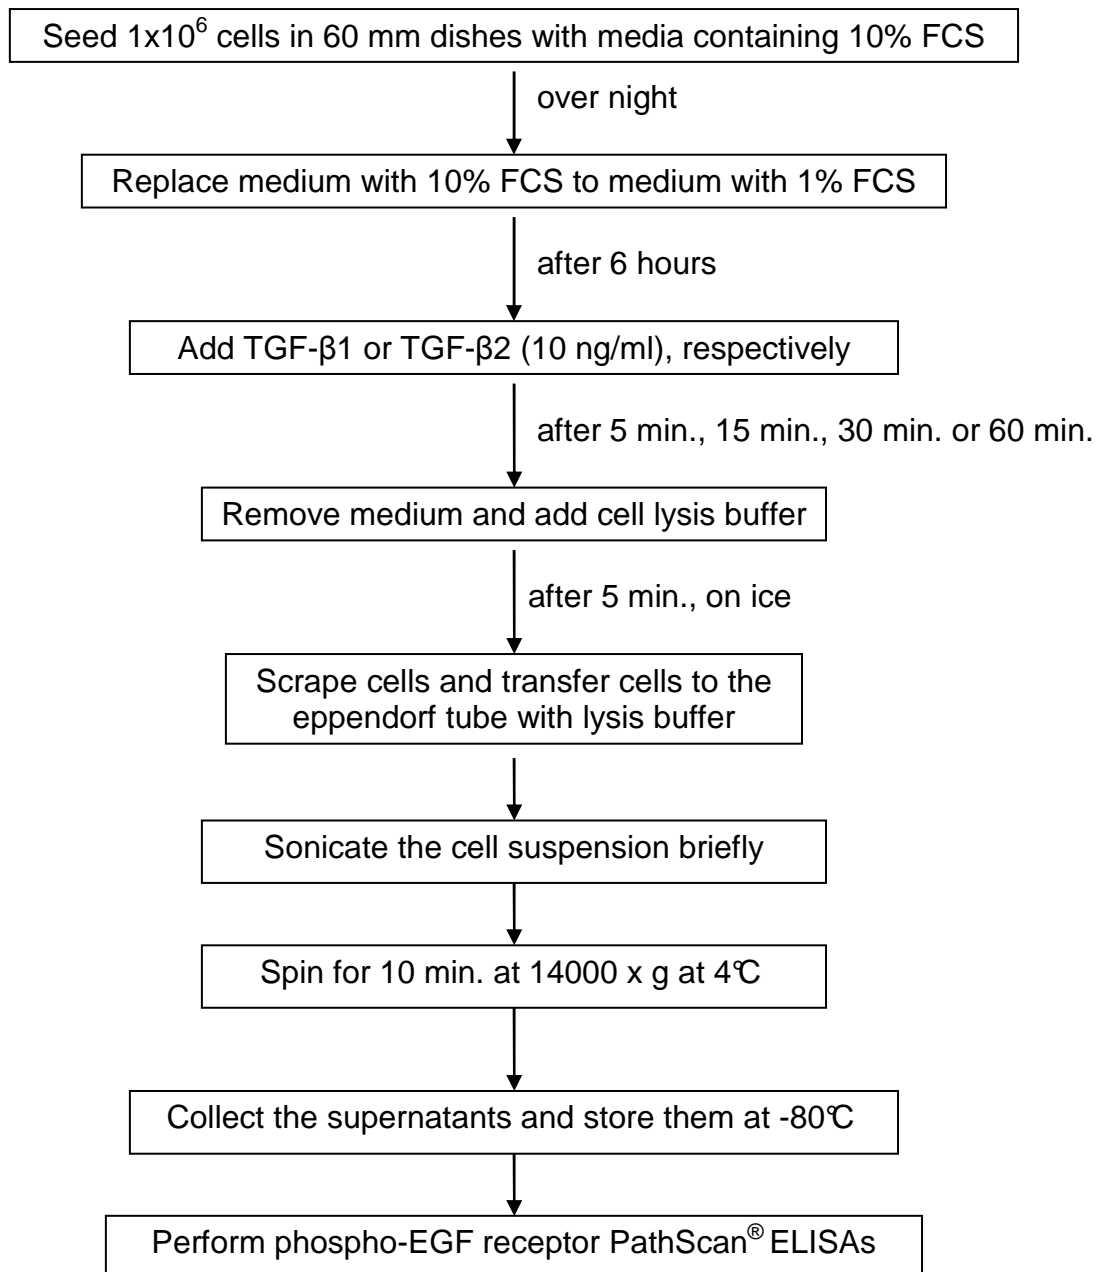 Seed 1x10⁶ cells in 60 mm dishes with media containing 10% FCS
over night
Replace medium with 10% FCS to medium with 1% FCS
after 6 hours
Add TGF-β1 or TGF-β2 (10 ng/ml), respectively
after 5 min., 15 min., 30 min. or 60 min.
Remove medium and add cell lysis buffer
after 5 min., on ice
Scrape cells and transfer cells to the
eppendorf tube with lysis buffer
Sonicate the cell suspension briefly
Spin for 10 min. at 14000 x g at 4°C
Collect the supernatants and store them at -80°C
Perform phospho-EGF receptor PathScan® ELISAs